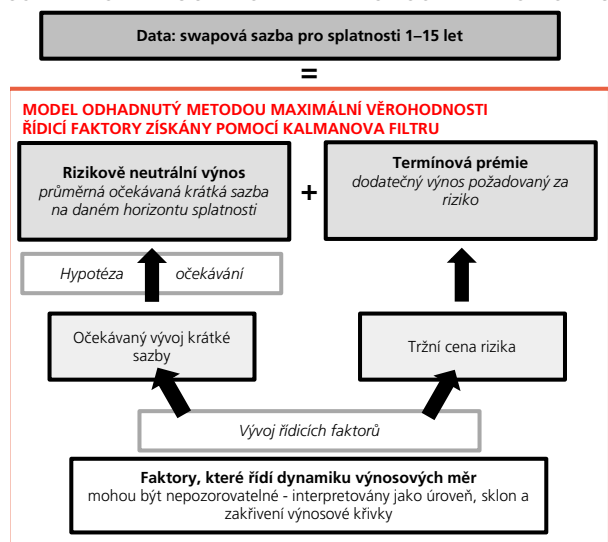 Data: swapová sazba pro splatnosti 1–15 let
=
MODEL ODHADNUTÝ METODOU MAXIMÁLNÍ VĚROHODNOSTI
ŘÍDICÍ FAKTORY ZÍSKÁNY POMOCÍ KALMANOVA FILTRU
Rizikově neutrální výnos
průměrná očekávaná krátká sazba
na daném horizontu splatnosti
+
Termínová prémie
dodatečný výnos požadovaný za
riziko
Hypotéza očekávání
Očekávaný vývoj krátké
sazby
Tržní cena rizika
Vývoj řídicích faktorů
Faktory, které řídí dynamiku výnosových měr
mohou být nepozorovatelné - interpretovány jako úroveň, sklon a
zakřivení výnosové křivky